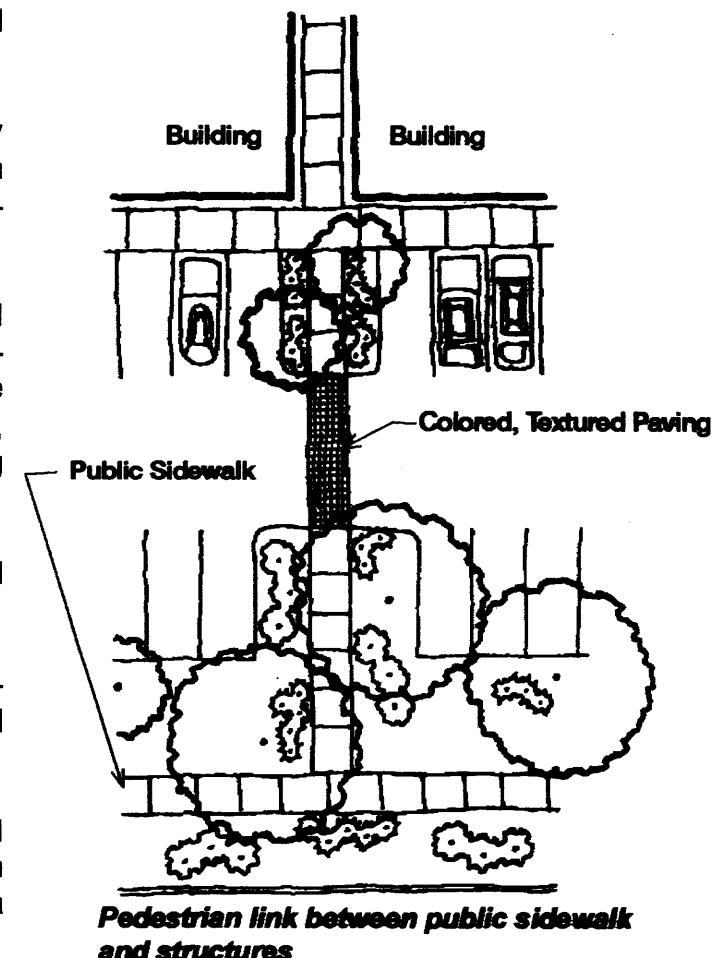 Building
Building
Colored, Textured Paving
Public Sidewalk
Pedestrian link between public sidewalk
and structures